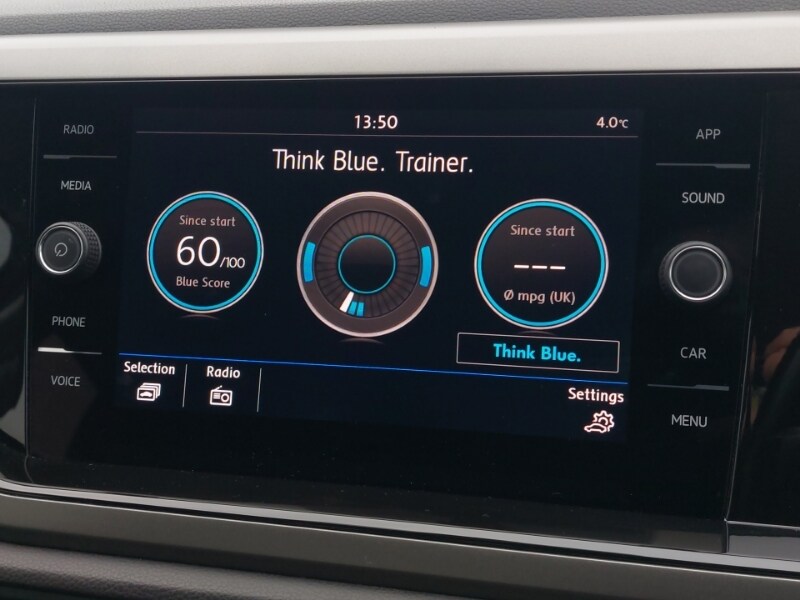 RADIO
MEDIA
PHONE
VOICE
13:50
4.0°C
Think Blue. Trainer.
Since start
60/100
Blue Score
Since start
---
Ø mpg (UK)
Think Blue.
Selection
Radio
Settings
APP
SOUND
CAR
MENU